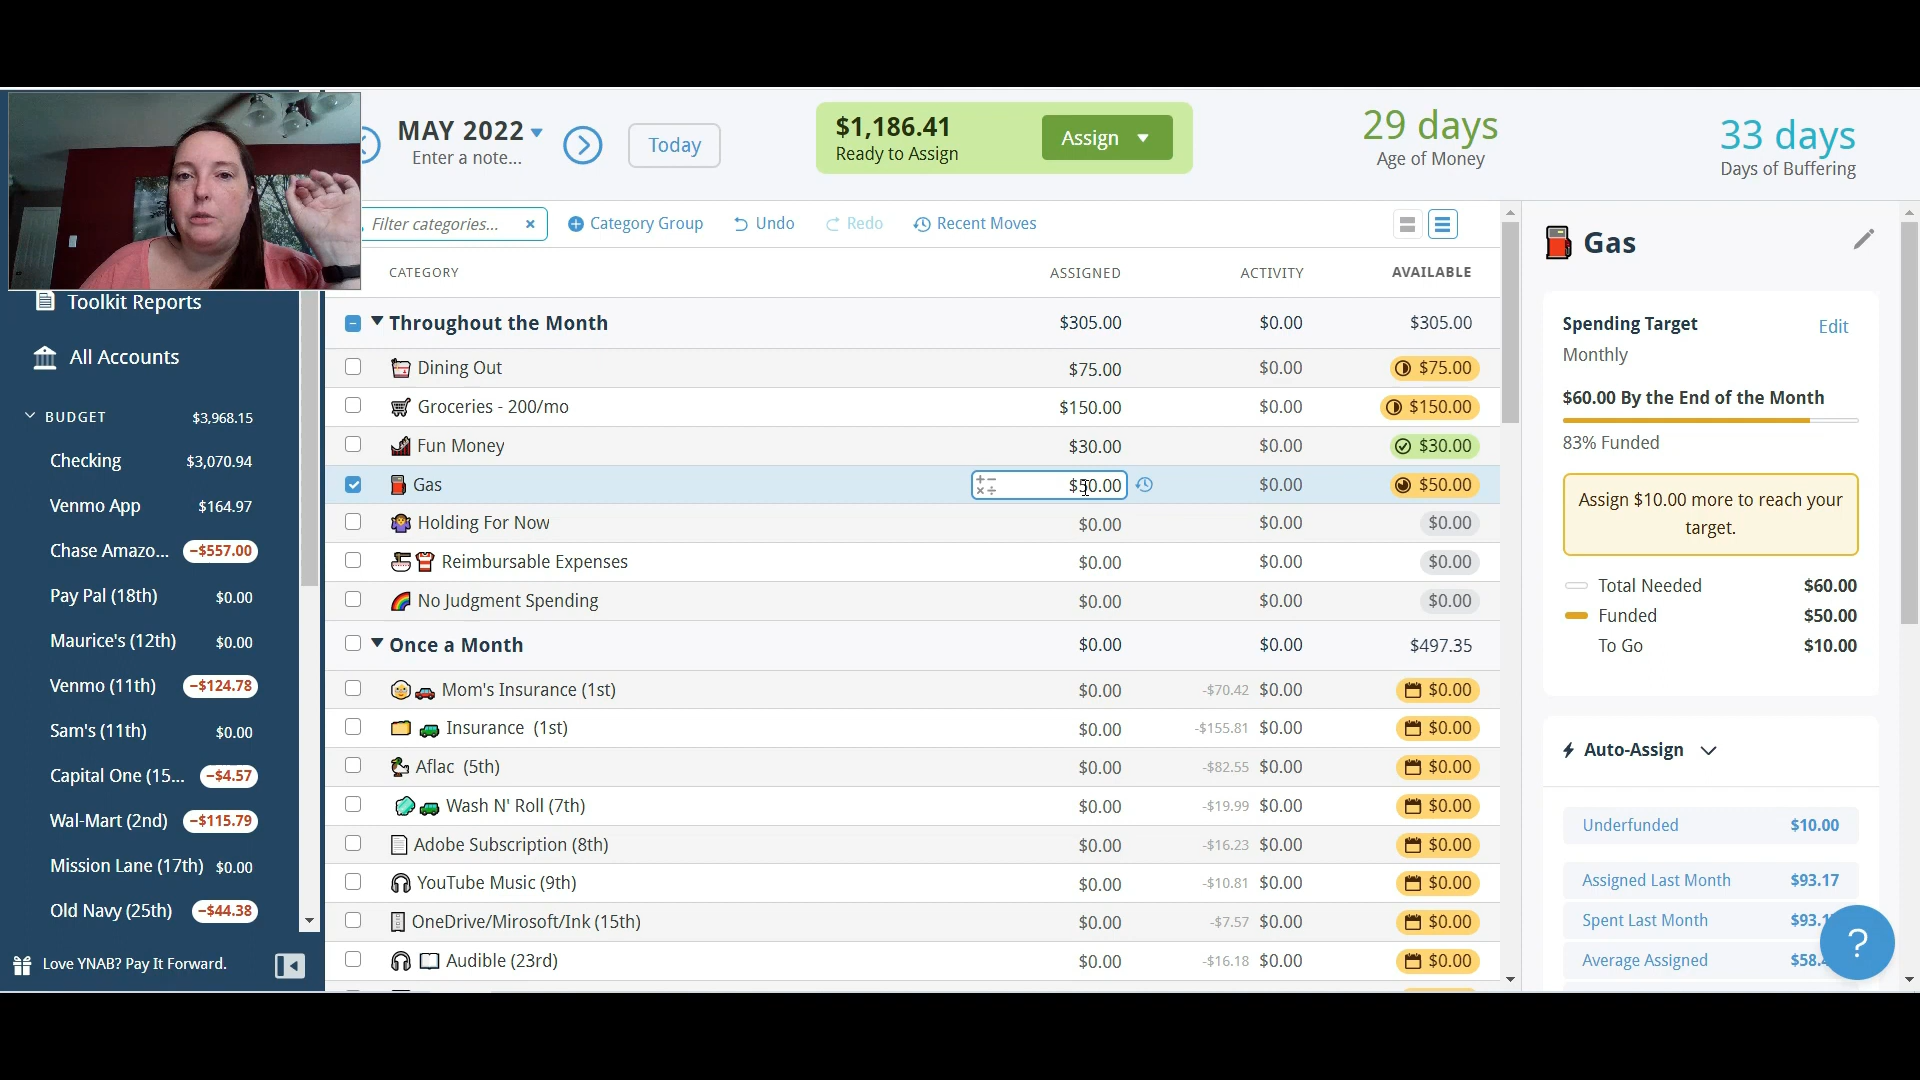 MAY 2022
Enter a note...
Today
$1,186.41
Ready to Assign
Assign
29 days
Age of Money
33 days
Days of Buffering
Filter categories...
Category Group
Undo
Redo
Recent Moves
Toolkit Reports
All Accounts
BUDGET $3,968.15
Checking $3,070.94
Venmo App $164.97
Chase Amazo... −$557.00
Pay Pal (18th) $0.00
Maurice's (12th) $0.00
Venmo (11th) −$124.78
Sam's (11th) $0.00
Capital One (15... −$4.57
Wal-Mart (2nd) −$115.79
Mission Lane (17th) $0.00
Old Navy (25th) −$44.38
Love YNAB? Pay It Forward.
CATEGORY ASSIGNED ACTIVITY AVAILABLE
Throughout the Month $305.00 $0.00 $305.00
Dining Out $75.00 $0.00 $75.00
Groceries - 200/mo $150.00 $0.00 $150.00
Fun Money $30.00 $0.00 $30.00
Gas $50.00 $0.00 $50.00
Holding For Now $0.00 $0.00 $0.00
Reimbursable Expenses $0.00 $0.00 $0.00
No Judgment Spending $0.00 $0.00 $0.00
Once a Month $0.00 $0.00 $497.35
Mom's Insurance (1st) $0.00 -$70.42 $0.00 $0.00
Insurance (1st) $0.00 -$155.81 $0.00 $0.00
Aflac (5th) $0.00 -$82.55 $0.00 $0.00
Wash N' Roll (7th) $0.00 -$19.99 $0.00 $0.00
Adobe Subscription (8th) $0.00 -$16.23 $0.00 $0.00
YouTube Music (9th) $0.00 -$10.81 $0.00 $0.00
OneDrive/Mirosoft/Ink (15th) $0.00 -$7.57 $0.00 $0.00
Audible (23rd) $0.00 -$16.18 $0.00 $0.00
Gas
Spending Target Edit
Monthly
$60.00 By the End of the Month
83% Funded
Assign $10.00 more to reach your
target.
Total Needed $60.00
Funded $50.00
To Go $10.00
Auto-Assign
Underfunded $10.00
Assigned Last Month $93.17
Spent Last Month
Average Assigned
?